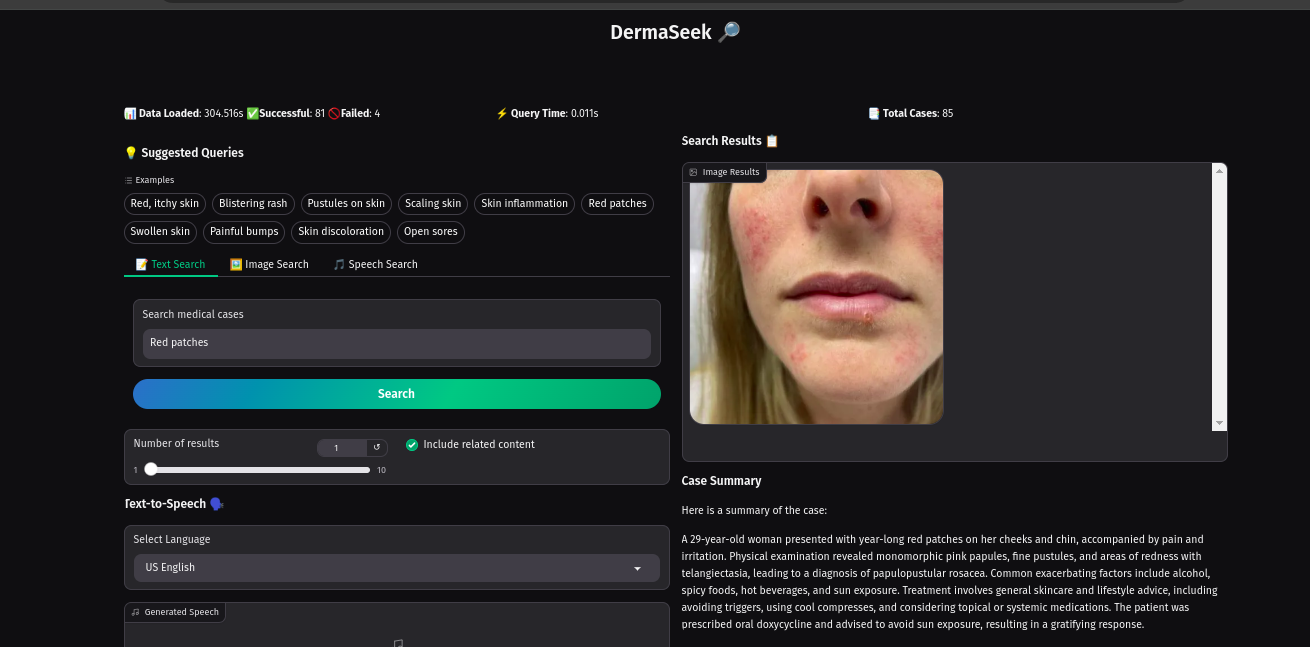 DermaSeek 🔎
📊 Data Loaded: 304.516s ✅Successful: 81 🚫Failed: 4
⚡ Query Time: 0.011s
📑 Total Cases: 85
💡 Suggested Queries
Examples
Red, itchy skin
Blistering rash
Pustules on skin
Scaling skin
Skin inflammation
Red patches
Swollen skin
Painful bumps
Skin discoloration
Open sores
📝 Text Search
🖼️ Image Search
🎵 Speech Search
Search medical cases
Red patches
Search
Number of results
1
↺
1
10
Include related content
Text-to-Speech 🗣️
Select Language
US English
Generated Speech
Search Results 📋
Image Results
Case Summary
Here is a summary of the case:
A 29-year-old woman presented with year-long red patches on her cheeks and chin, accompanied by pain and
irritation. Physical examination revealed monomorphic pink papules, fine pustules, and areas of redness with
telangiectasia, leading to a diagnosis of papulopustular rosacea. Common exacerbating factors include alcohol,
spicy foods, hot beverages, and sun exposure. Treatment involves general skincare and lifestyle advice, including
avoiding triggers, using cool compresses, and considering topical or systemic medications. The patient was
prescribed oral doxycycline and advised to avoid sun exposure, resulting in a gratifying response.